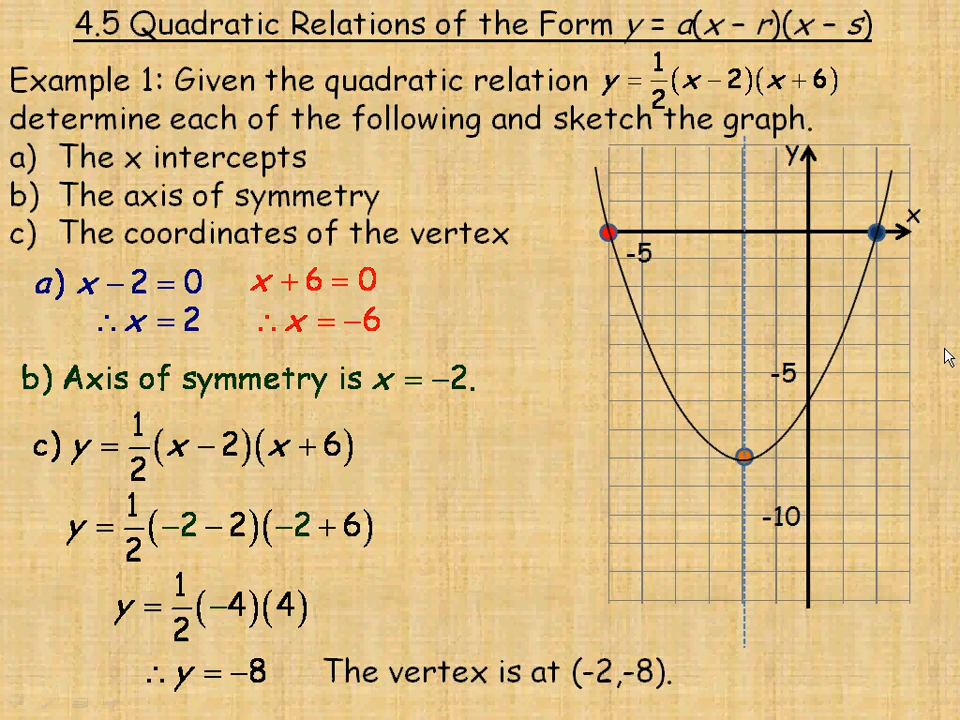 4.5 Quadratic Relations of the Form y = a(x – r)(x – s)
Example 1: Given the quadratic relation y = 1/2 (x − 2)(x + 6)
determine each of the following and sketch the graph.
a) The x intercepts
b) The axis of symmetry
c) The coordinates of the vertex
a) x − 2 = 0 x + 6 = 0
∴ x = 2 ∴ x = −6
b) Axis of symmetry is x = −2.
c) y = 1/2 (x − 2)(x + 6)
y = 1/2 (−2 − 2)(−2 + 6)
y = 1/2 (−4)(4)
∴ y = −8 The vertex is at (-2,-8).
y
x
-5
-5
-10